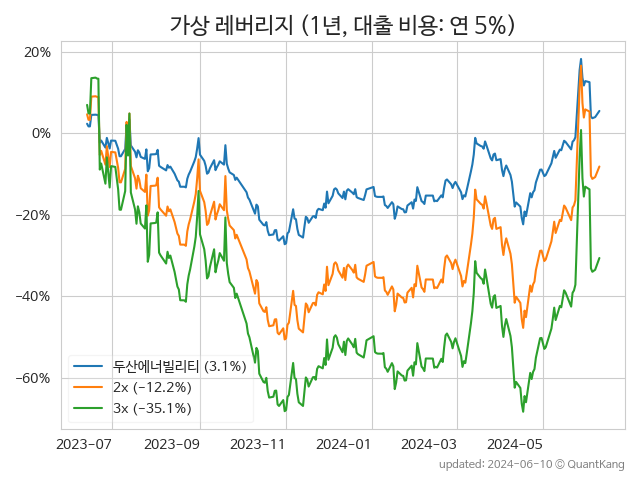 가상 레버리지 (1년, 대출 비용: 연 5%)
20%
0%
−20%
−40%
−60%
두산에너빌리티 (3.1%)
2x (−12.2%)
3x (−35.1%)
2023-07 2023-09 2023-11 2024-01 2024-03 2024-05
updated: 2024-06-10 © QuantKang